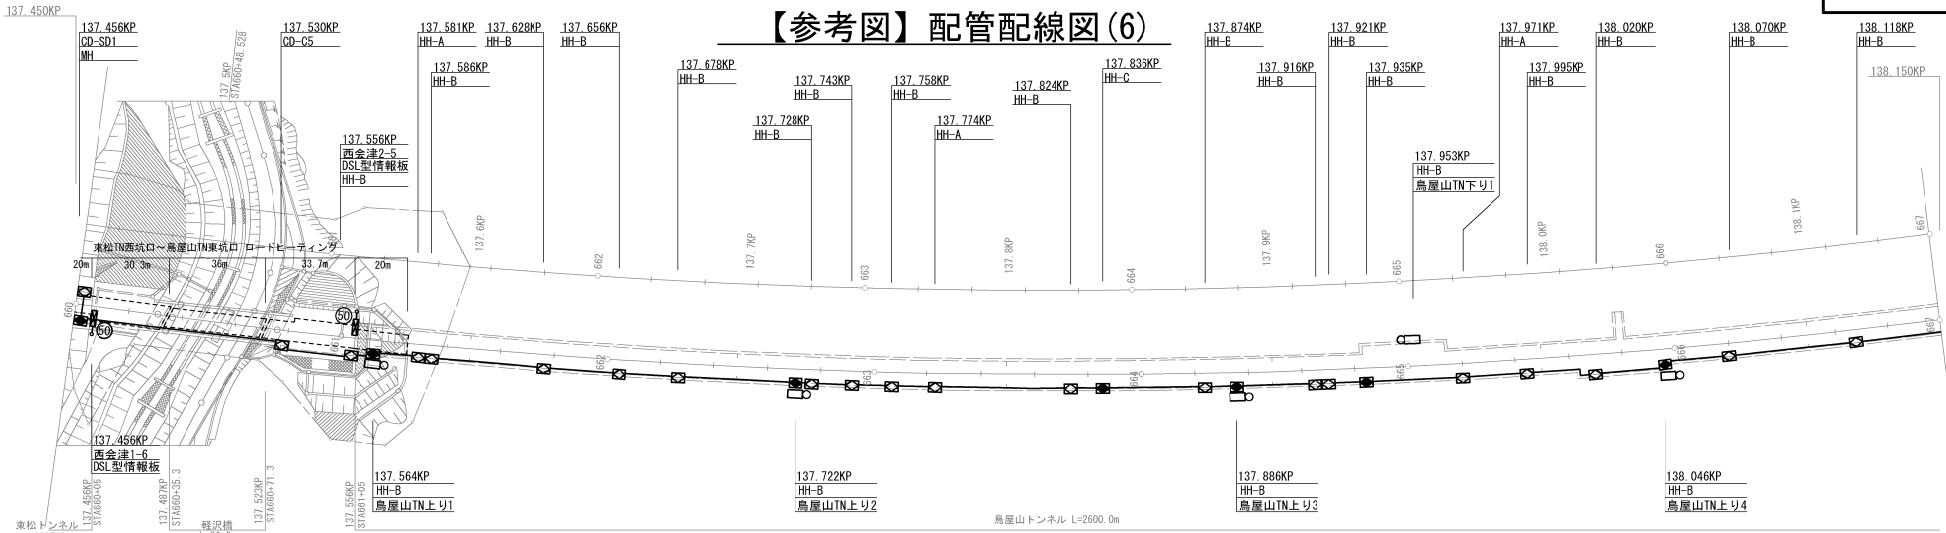 【参考図】配管配線図(6)
137.450KP
137.456KP
CD-SD1
MH
137.530KP
CD-C5
137.581KP
HH-A
137.628KP
HH-B
137.656KP
HH-B
137.874KP
HH-B
137.921KP
HH-B
137.971KP
HH-A
138.020KP
HH-B
138.070KP
HH-B
138.118KP
HH-B
137.586KP
HH-B
137.678KP
HH-B
137.743KP
HH-B
137.758KP
HH-B
137.824KP
HH-B
137.836KP
HH-C
137.916KP
HH-B
137.935KP
HH-B
137.995KP
HH-B
138.150KP
137.728KP
HH-B
137.774KP
HH-A
137.556KP
西会津2-5
DSL型情報板
HH-B
137.953KP
HH-B
鳥屋山TN下り1
137.5KP
STA660+48.528
137.6KP
137.7KP
137.8KP
137.9KP
138.0KP
138.1KP
東松TN西坑口~鳥屋山TN東坑口 ロードヒーティング
20m
30.3m
36m
33.7m
20m
661
662
663
664
665
666
667
660
50
50
661
662
663
664
665
666
667
137.456KP
西会津1-6
DSL型情報板
137.564KP
HH-B
鳥屋山TN上り1
137.722KP
HH-B
鳥屋山TN上り2
137.886KP
HH-B
鳥屋山TN上り3
138.046KP
HH-B
鳥屋山TN上り4
137.456KP
STA660+05
137.487KP
STA660+35.3
137.523KP
STA660+71.3
137.556KP
STA661+05
東松トンネル
軽沢橋
鳥屋山トンネル L=2600.0m